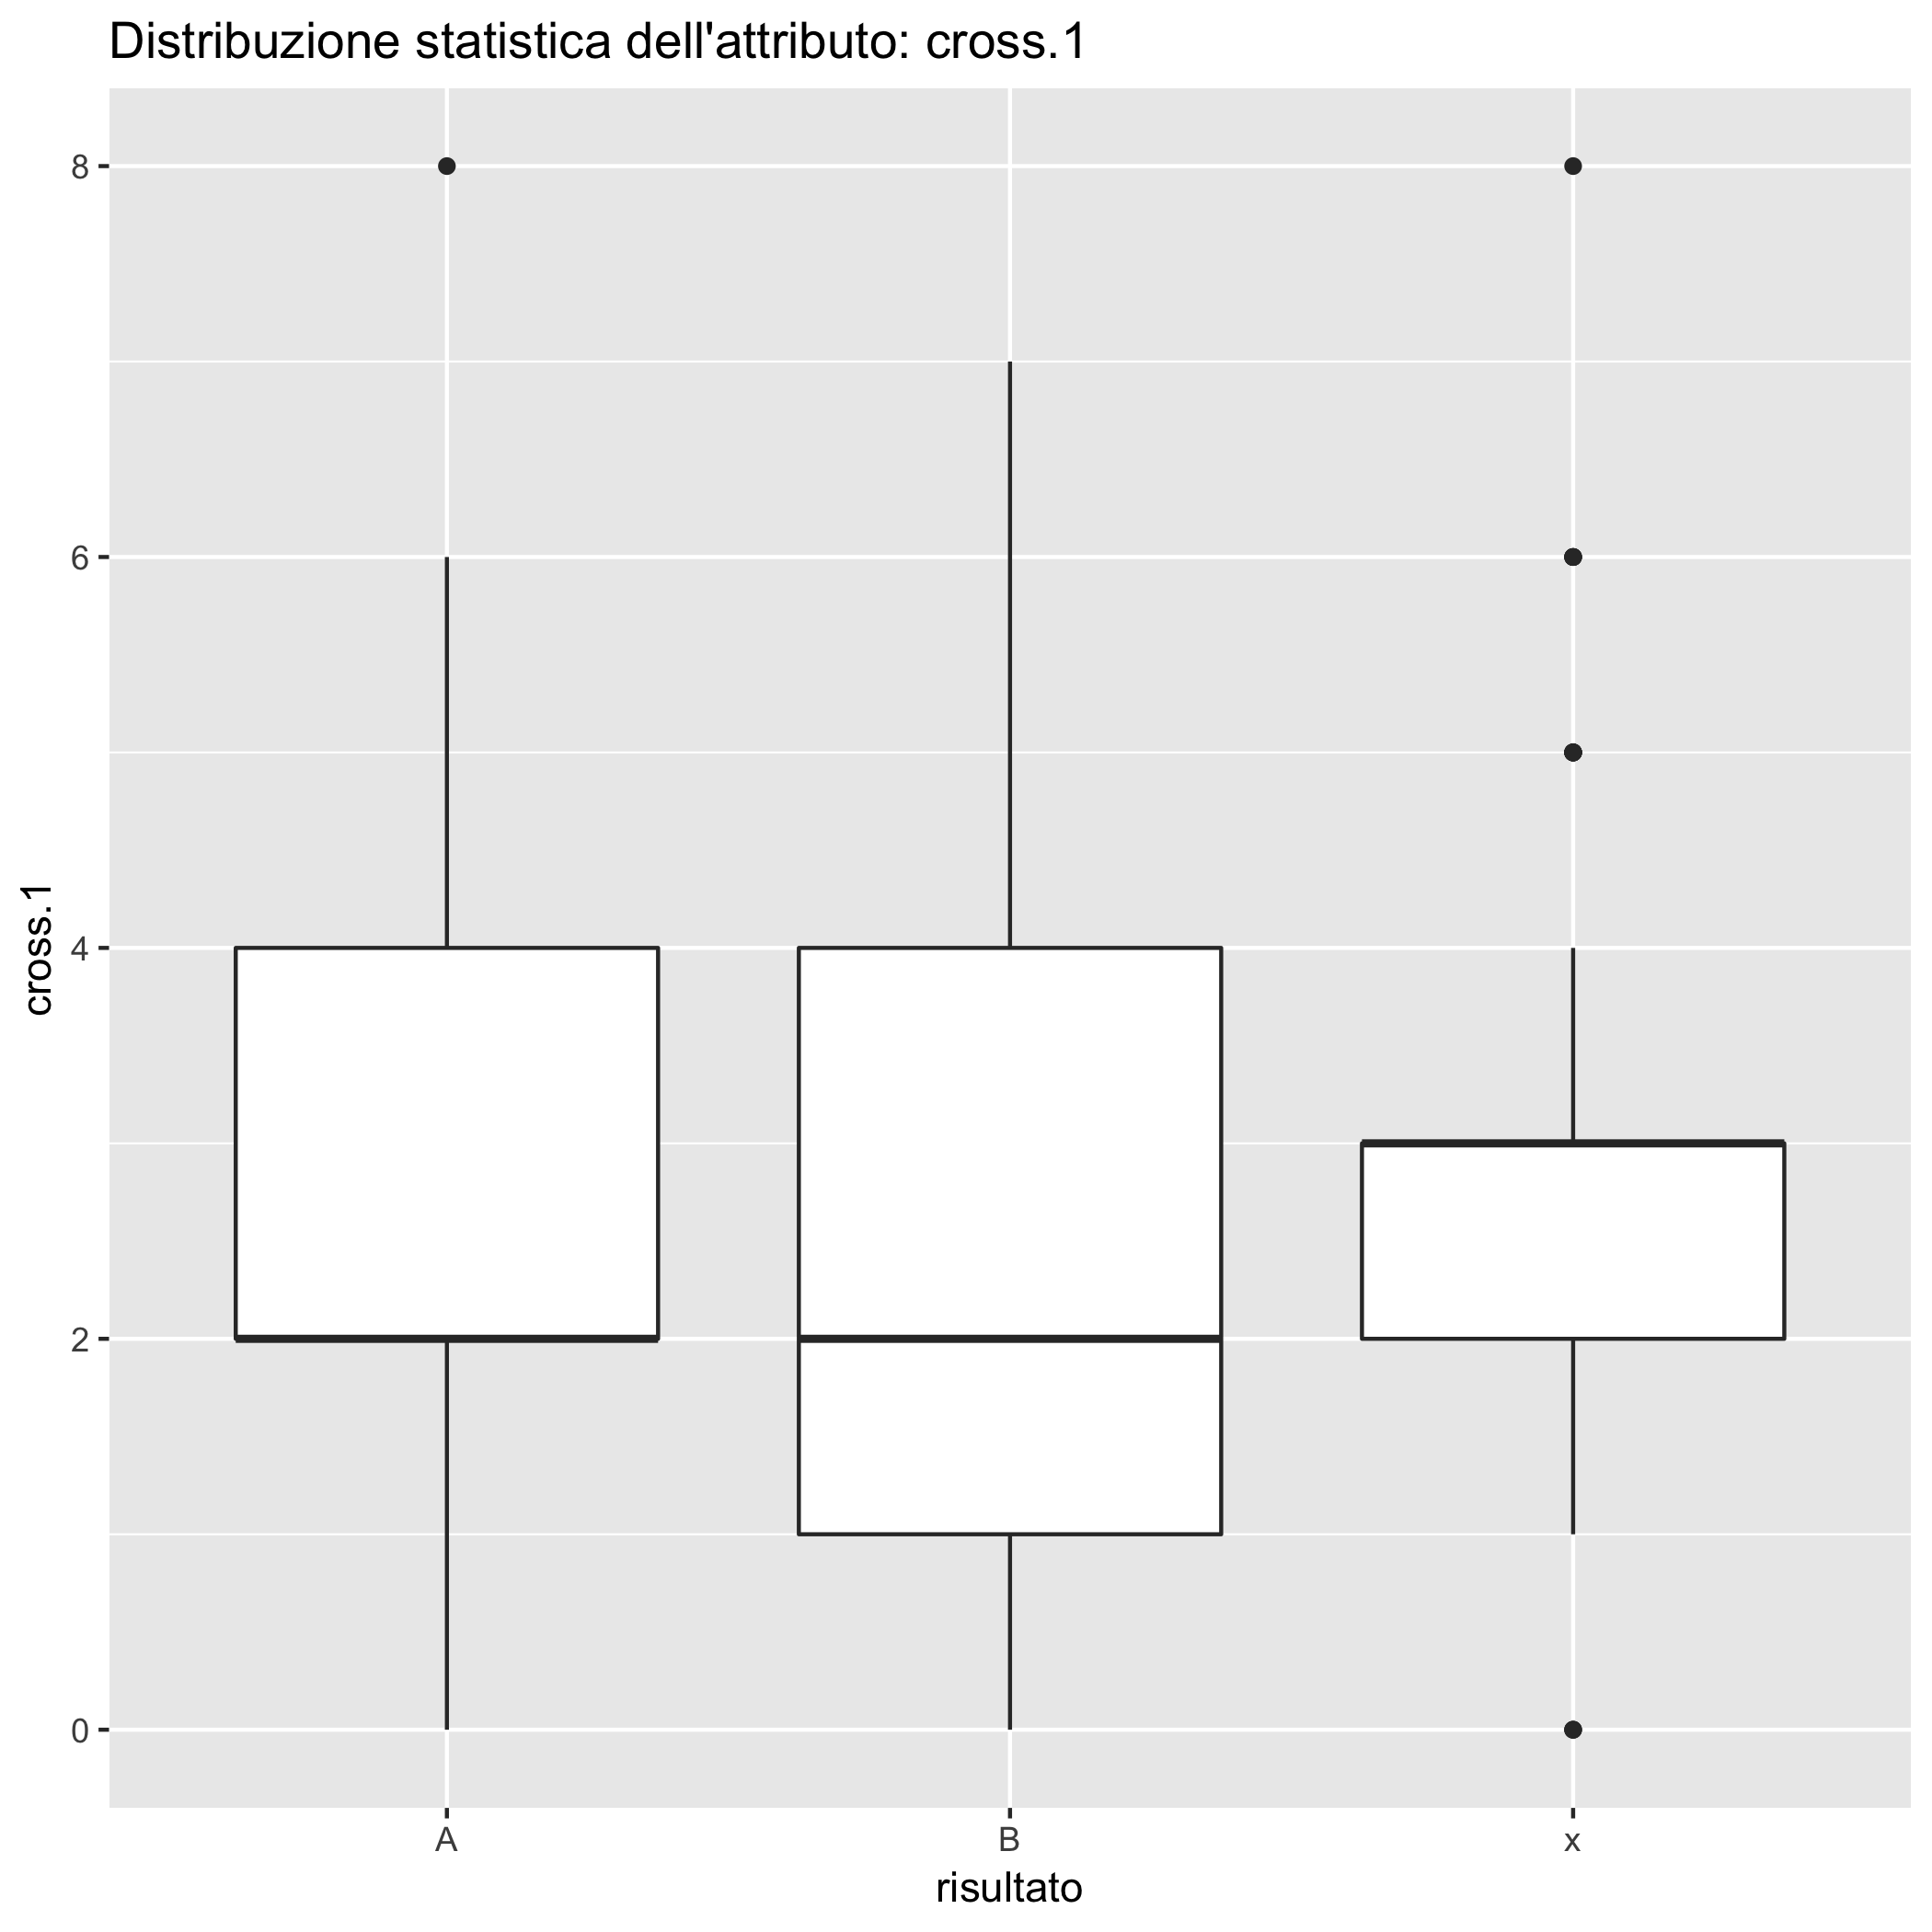 Distribuzione statistica dell'attributo: cross.1
8
6
4
2
0
cross.1
A
B
x
risultato